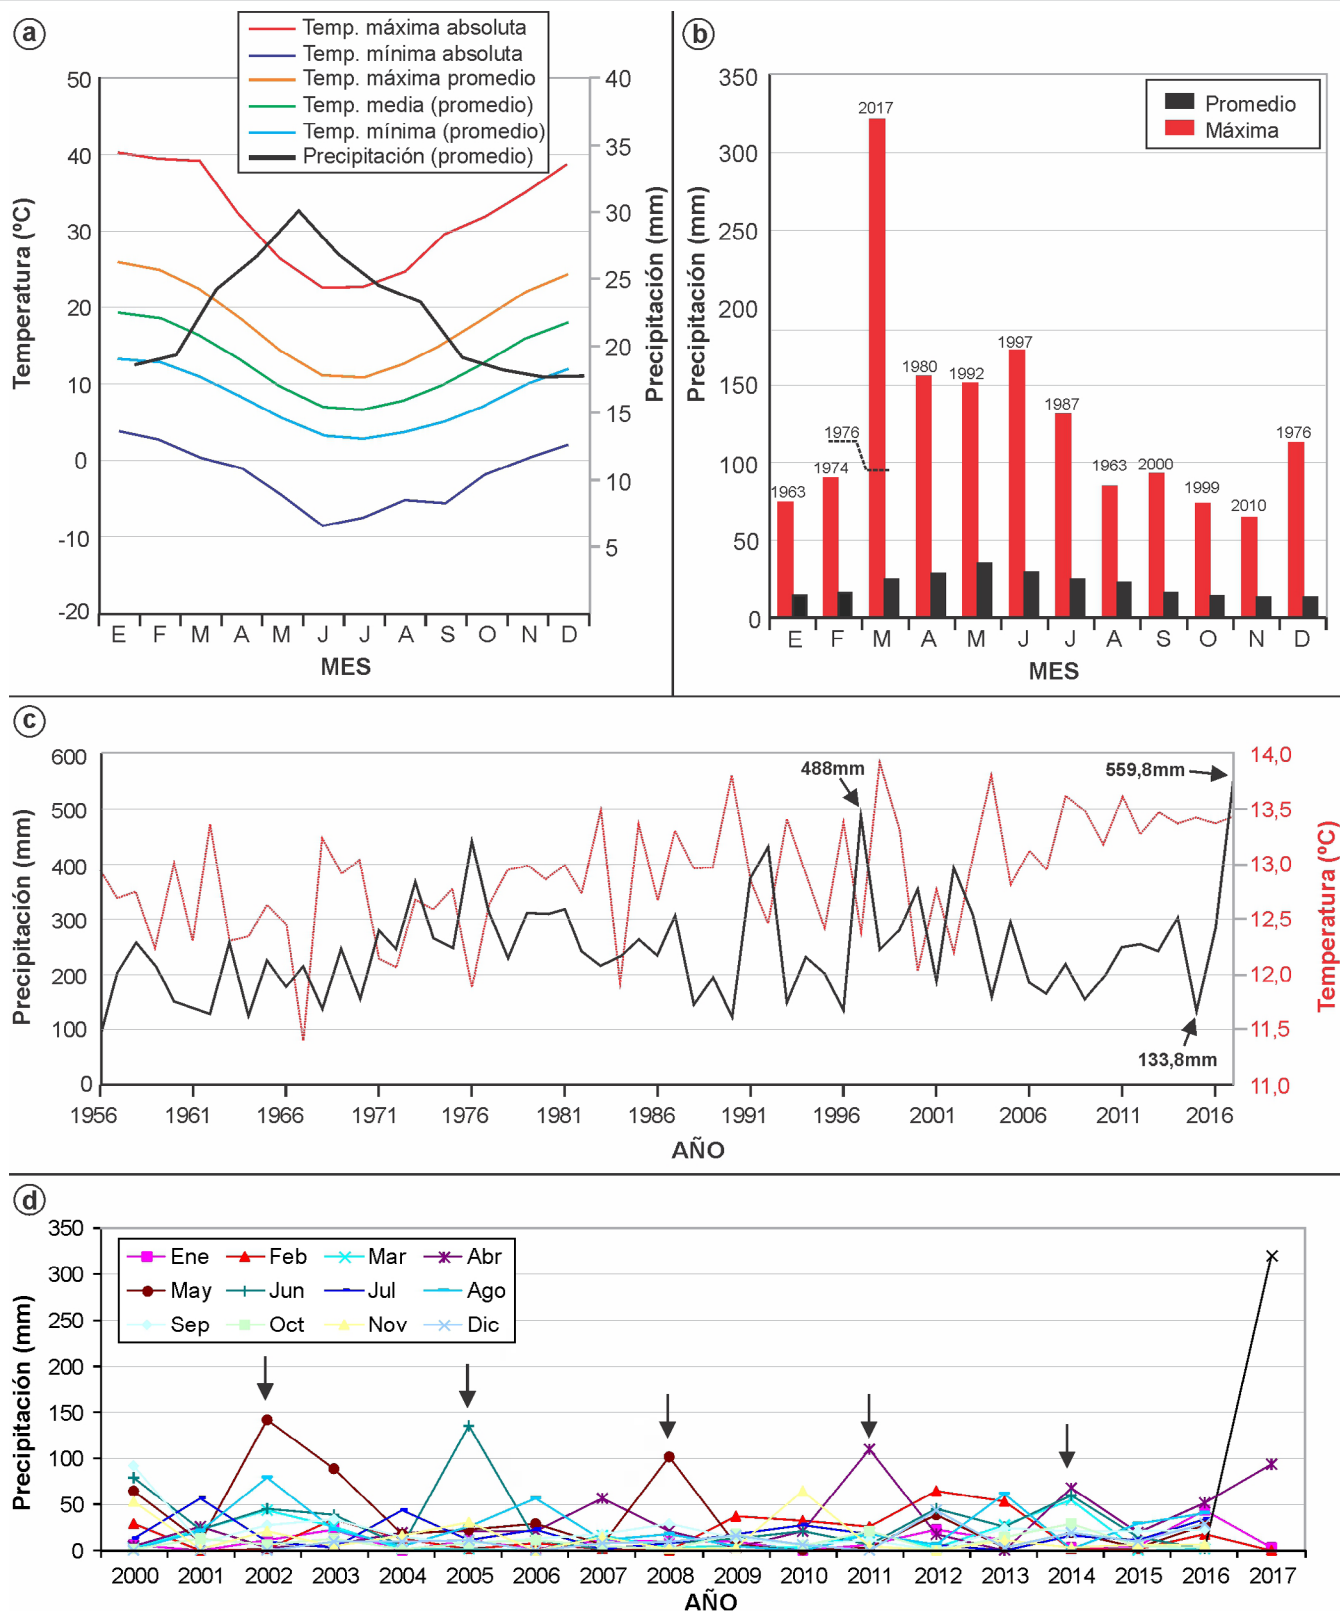 a
Temp. máxima absoluta
Temp. mínima absoluta
Temp. máxima promedio
Temp. media (promedio)
Temp. mínima (promedio)
Precipitación (promedio)
Temperatura (ºC)
50
40
30
20
10
0
-10
-20
40
35
30
25
20
15
10
5
Precipitación (mm)
E F M A M J J A S O N D
MES
b
Promedio
Máxima
Precipitación (mm)
350
300
250
200
150
100
50
0
1963
1974
1976
2017
1980
1992
1997
1987
1963
2000
1999
2010
1976
E F M A M J J A S O N D
MES
c
Precipitación (mm)
600
500
400
300
200
100
0
488mm
559,8mm
133,8mm
14,0
13,5
13,0
12,5
12,0
11,5
11,0
Temperatura (ºC)
1956 1961 1966 1971 1976 1981 1986 1991 1996 2001 2006 2011 2016
AÑO
d
Precipitación (mm)
350
300
250
200
150
100
50
0
Ene Feb Mar Abr
May Jun Jul Ago
Sep Oct Nov Dic
2000 2001 2002 2003 2004 2005 2006 2007 2008 2009 2010 2011 2012 2013 2014 2015 2016 2017
AÑO